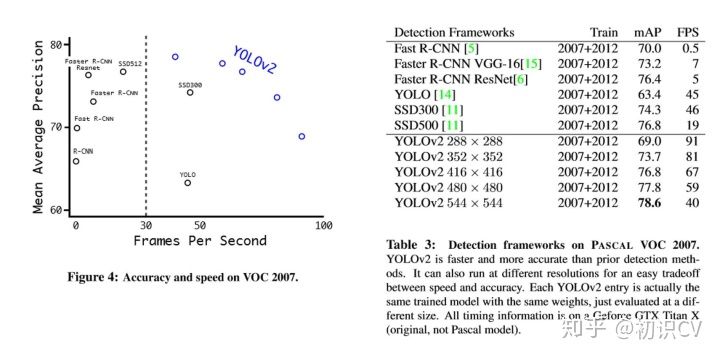 80
70
60
Mean Average Precision
Faster R-CNN
Resnet
SSD512
Faster R-CNN
Fast R-CNN
R-CNN
SSD300
YOLO
YOLOv2
0
30
50
100
Frames Per Second
Figure 4: Accuracy and speed on VOC 2007.
Detection Frameworks Train mAP FPS
Fast R-CNN [5] 2007+2012 70.0 0.5
Faster R-CNN VGG-16[15] 2007+2012 73.2 7
Faster R-CNN ResNet[6] 2007+2012 76.4 5
YOLO [14] 2007+2012 63.4 45
SSD300 [11] 2007+2012 74.3 46
SSD500 [11] 2007+2012 76.8 19
YOLOv2 288 × 288 2007+2012 69.0 91
YOLOv2 352 × 352 2007+2012 73.7 81
YOLOv2 416 × 416 2007+2012 76.8 67
YOLOv2 480 × 480 2007+2012 77.8 59
YOLOv2 544 × 544 2007+2012 78.6 40
Table 3: Detection frameworks on PASCAL VOC 2007.
YOLOv2 is faster and more accurate than prior detection meth-
ods. It can also run at different resolutions for an easy tradeoff
between speed and accuracy. Each YOLOv2 entry is actually the
same trained model with the same weights, just evaluated at a dif-
ferent size. All timing information is on a Geforce GTX Titan X
(original, not Pascal model).
知乎 @初识CV